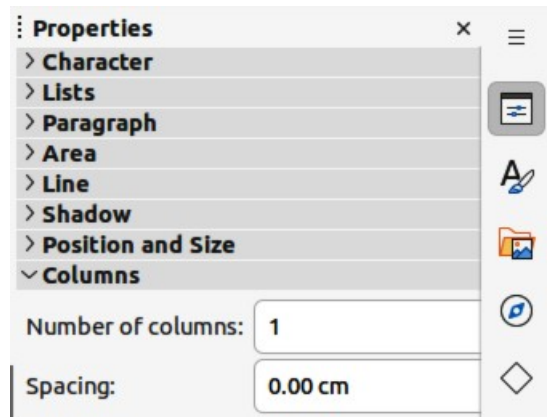 Properties
Character
Lists
Paragraph
Area
Line
Shadow
Position and Size
Columns
Number of columns: 1
Spacing: 0.00 cm